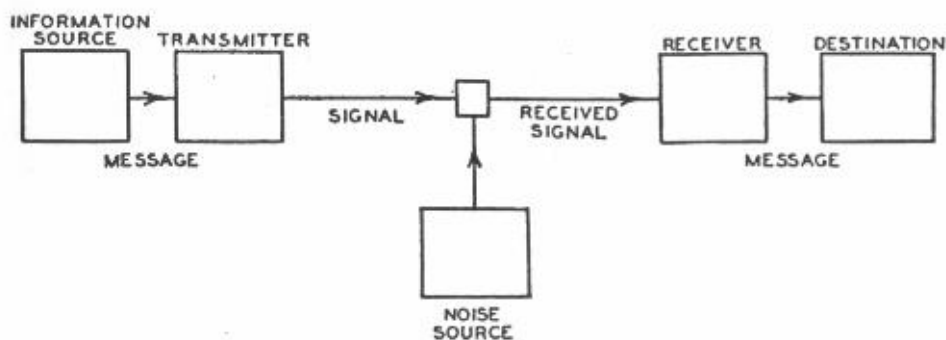 INFORMATION
SOURCE
TRANSMITTER
RECEIVER
DESTINATION
SIGNAL
RECEIVED
SIGNAL
MESSAGE
MESSAGE
NOISE
SOURCE